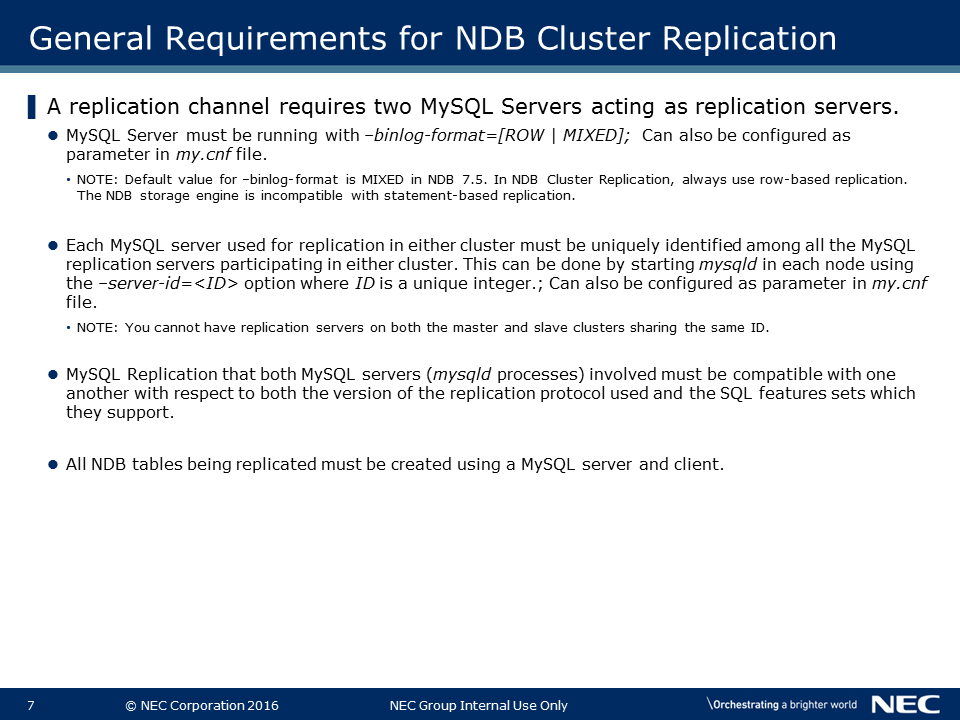 General Requirements for NDB Cluster Replication
A replication channel requires two MySQL Servers acting as replication servers.
MySQL Server must be running with –binlog-format=[ROW | MIXED]; Can also be configured as
parameter in my.cnf file.
• NOTE: Default value for –binlog-format is MIXED in NDB 7.5. In NDB Cluster Replication, always use row-based replication.
The NDB storage engine is incompatible with statement-based replication.
Each MySQL server used for replication in either cluster must be uniquely identified among all the MySQL
replication servers participating in either cluster. This can be done by starting mysqld in each node using
the –server-id=<ID> option where ID is a unique integer.; Can also be configured as parameter in my.cnf
file.
• NOTE: You cannot have replication servers on both the master and slave clusters sharing the same ID.
MySQL Replication that both MySQL servers (mysqld processes) involved must be compatible with one
another with respect to both the version of the replication protocol used and the SQL features sets which
they support.
All NDB tables being replicated must be created using a MySQL server and client.
7 © NEC Corporation 2016 NEC Group Internal Use Only \Orchestrating a brighter world NEC